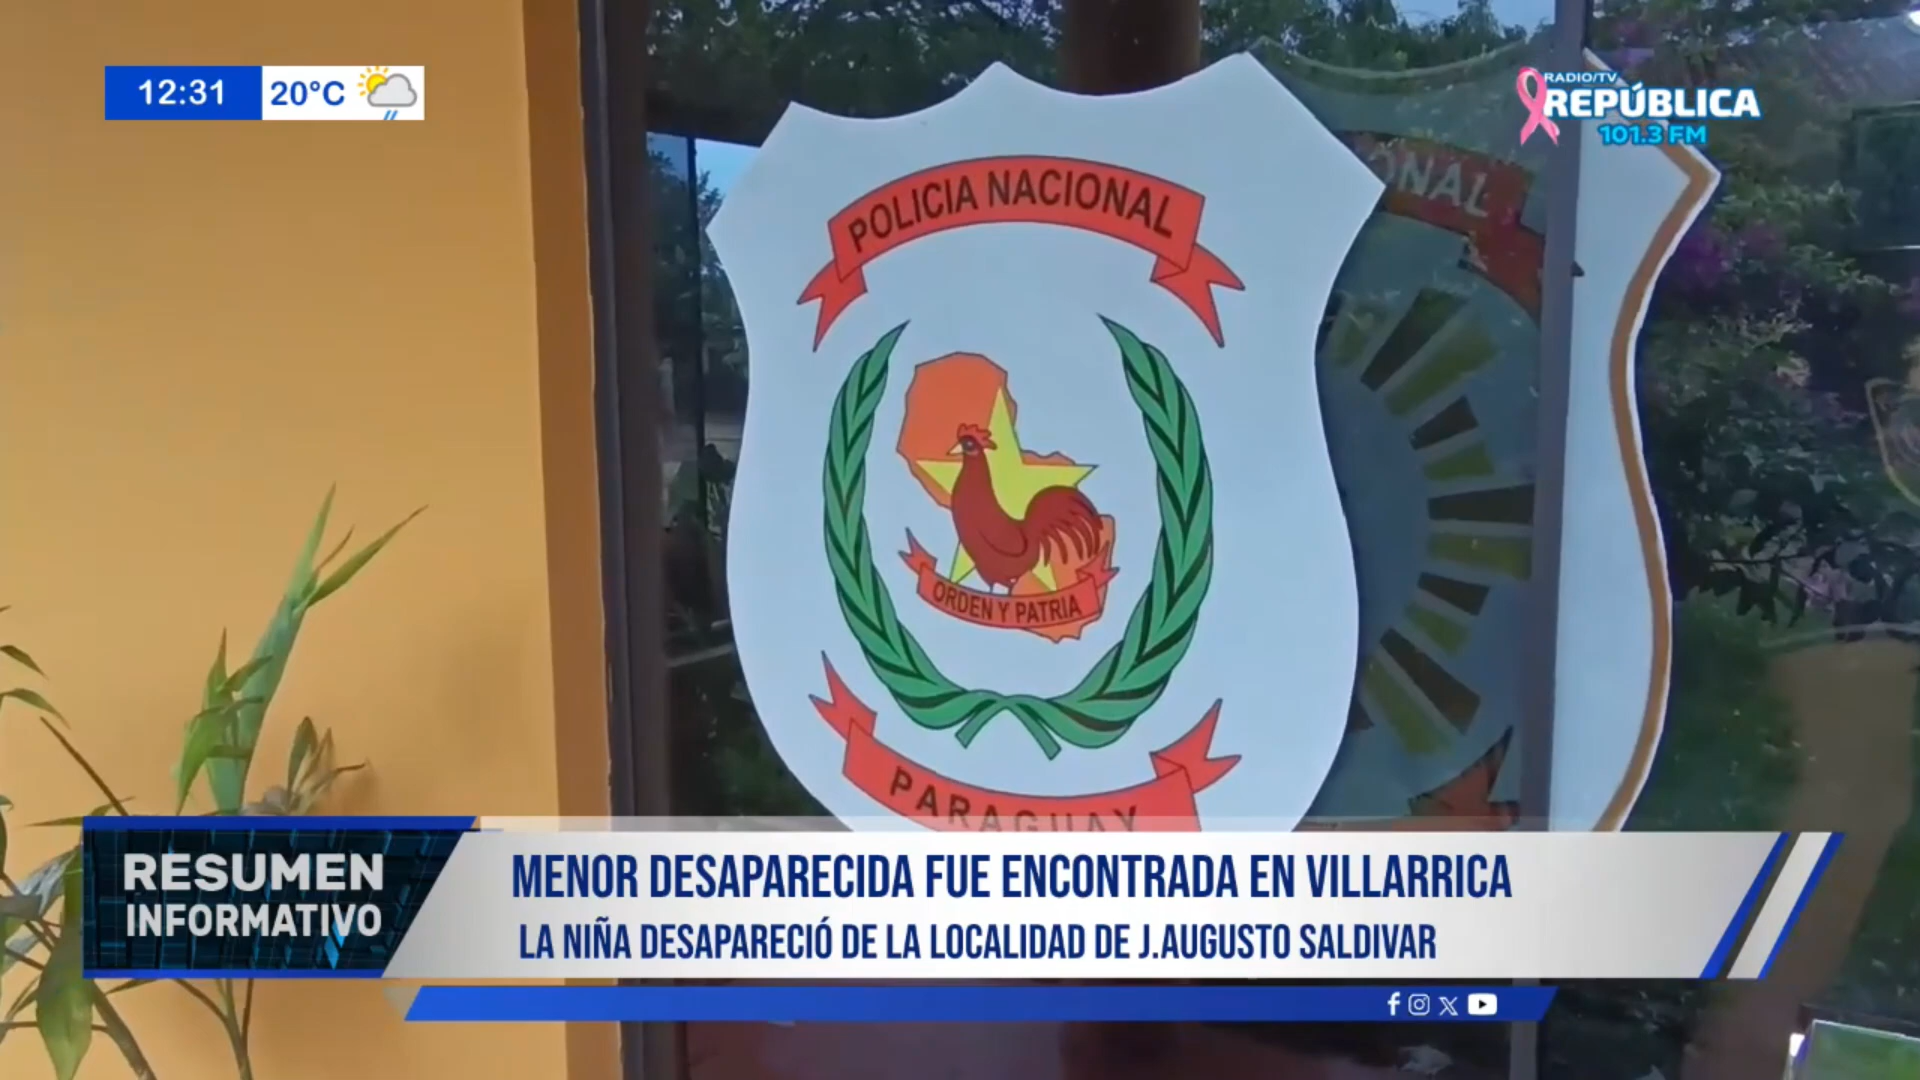 12:31
20°C
RADIO/TV
REPÚBLICA
101.3 FM
POLICIA NACIONAL
ONAL
ORDEN Y PATRIA
PARAGUAY
RESUMEN
INFORMATIVO
MENOR DESAPARECIDA FUE ENCONTRADA EN VILLARRICA
LA NIÑA DESAPARECIÓ DE LA LOCALIDAD DE J.AUGUSTO SALDIVAR